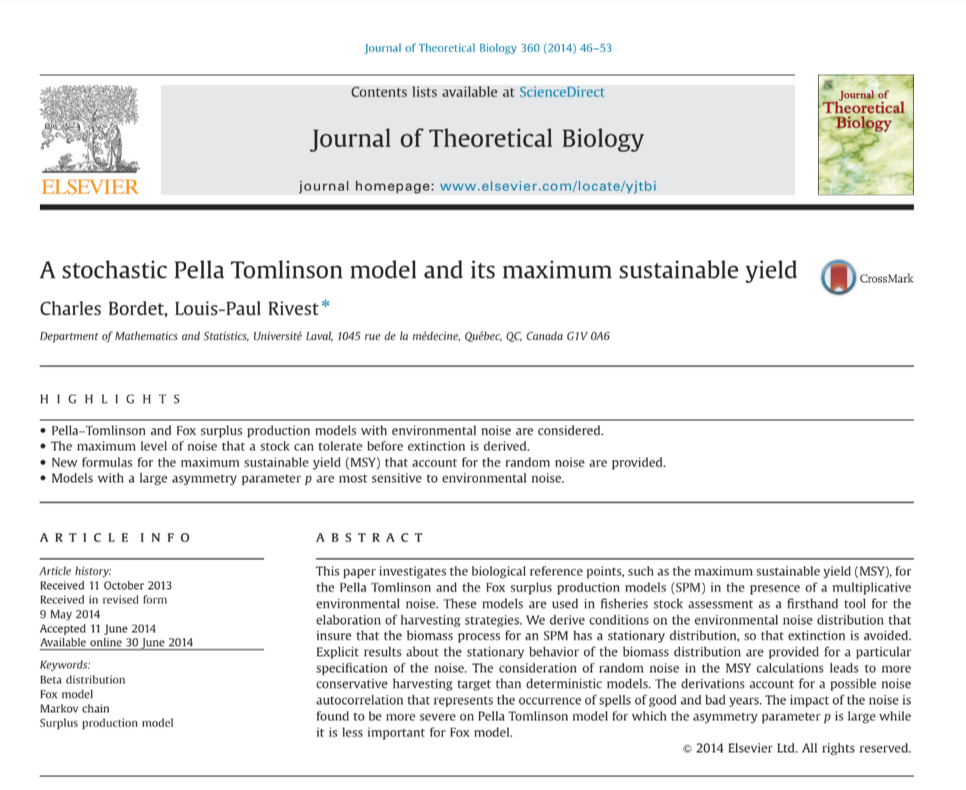 Journal of Theoretical Biology 360 (2014) 46–53
Contents lists available at ScienceDirect
Journal of Theoretical Biology
journal homepage: www.elsevier.com/locate/yjtbi
ELSEVIER
Journal of
Theoretical
Biology
A stochastic Pella Tomlinson model and its maximum sustainable yield
CrossMark
Charles Bordet, Louis-Paul Rivest*
Department of Mathematics and Statistics, Université Laval, 1045 rue de la médecine, Québec, QC, Canada G1V 0A6
HIGHLIGHTS
• Pella–Tomlinson and Fox surplus production models with environmental noise are considered.
• The maximum level of noise that a stock can tolerate before extinction is derived.
• New formulas for the maximum sustainable yield (MSY) that account for the random noise are provided.
• Models with a large asymmetry parameter p are most sensitive to environmental noise.
ARTICLE INFO
Article history:
Received 11 October 2013
Received in revised form
9 May 2014
Accepted 11 June 2014
Available online 30 June 2014
Keywords:
Beta distribution
Fox model
Markov chain
Surplus production model
ABSTRACT
This paper investigates the biological reference points, such as the maximum sustainable yield (MSY), for
the Pella Tomlinson and the Fox surplus production models (SPM) in the presence of a multiplicative
environmental noise. These models are used in fisheries stock assessment as a firsthand tool for the
elaboration of harvesting strategies. We derive conditions on the environmental noise distribution that
insure that the biomass process for an SPM has a stationary distribution, so that extinction is avoided.
Explicit results about the stationary behavior of the biomass distribution are provided for a particular
specification of the noise. The consideration of random noise in the MSY calculations leads to more
conservative harvesting target than deterministic models. The derivations account for a possible noise
autocorrelation that represents the occurrence of spells of good and bad years. The impact of the noise is
found to be more severe on Pella Tomlinson model for which the asymmetry parameter p is large while
it is less important for Fox model.
© 2014 Elsevier Ltd. All rights reserved.